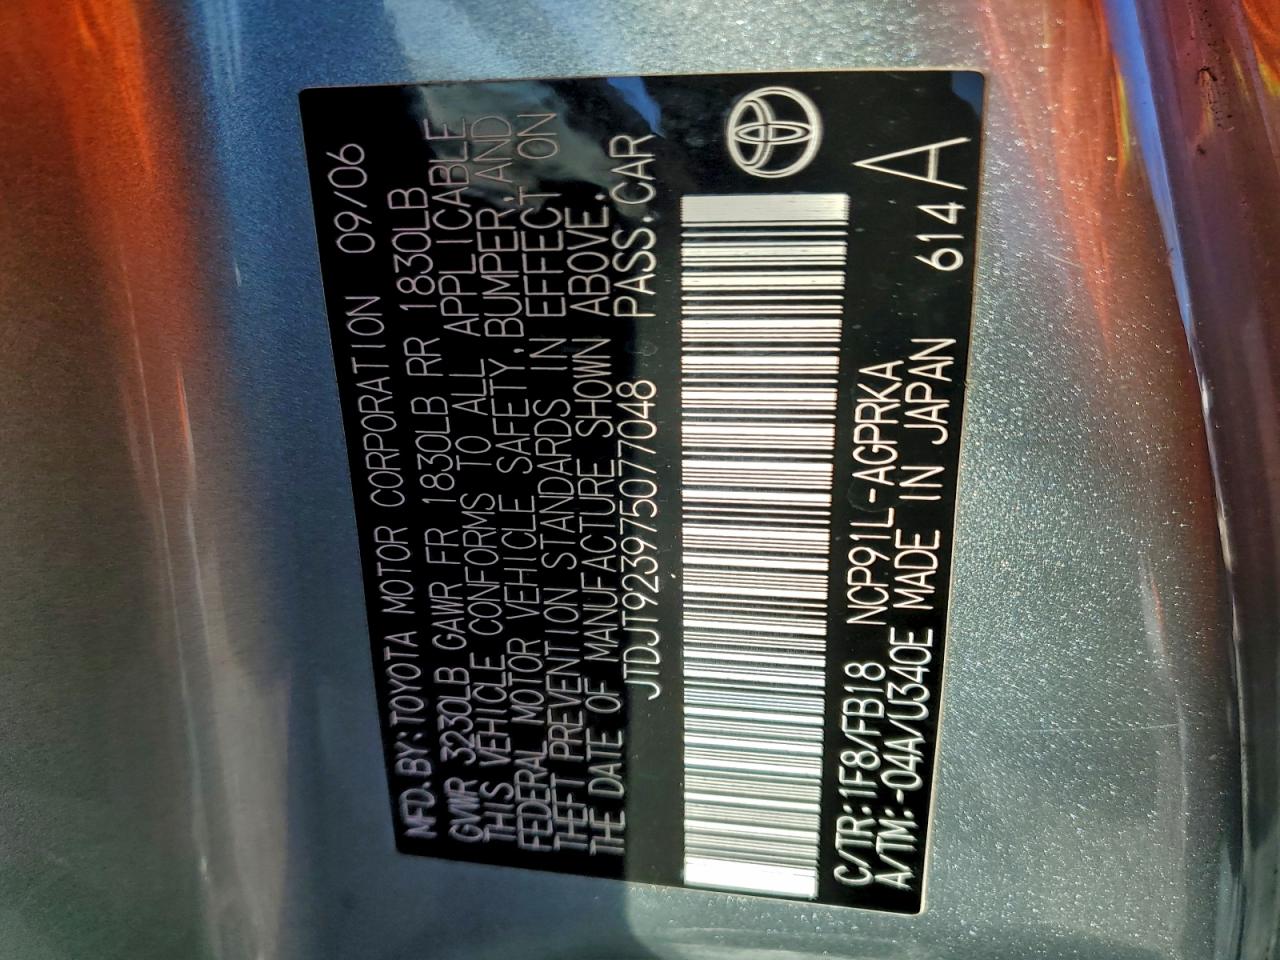 MFD.BY:TOYOTA MOTOR CORPORATION 09/06
GVWR 3230LB GAWR FR 1830LB RR 1830LB
THIS VEHICLE CONFORMS TO ALL APPLICABLE
FEDERAL MOTOR VEHICLE SAFETY,BUMPER,AND
THEFT PREVENTION STANDARDS IN EFFECT ON
THE DATE OF MANUFACTURE SHOWN ABOVE.
JTDJT923975077048 PASS.CAR
C/TR:1F8/FB18 NCP91L-AGPRKA
A/TM:-04A/U340E MADE IN JAPAN 614A